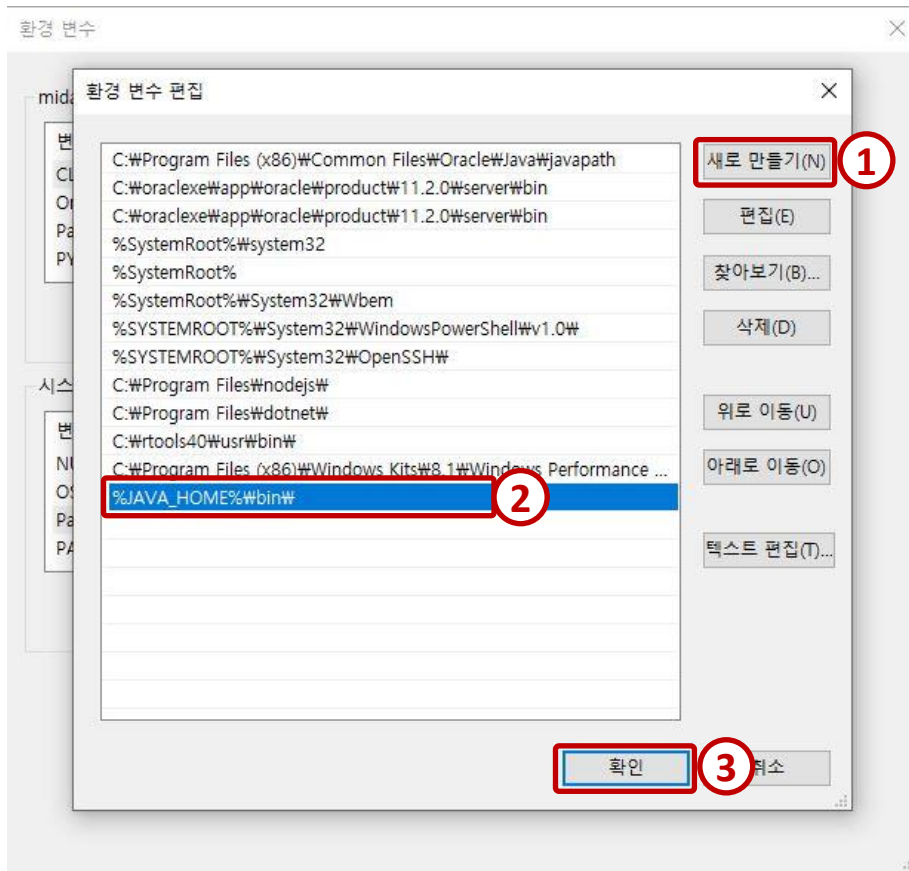 환경 변수
환경 변수 편집
mida
변
CL
Or
Pa
PY
C:₩Program Files (x86)₩Common Files₩Oracle₩Java₩javapath
C:₩oraclexe₩app₩oracle₩product₩11.2.0₩server₩bin
C:₩oraclexe₩app₩oracle₩product₩11.2.0₩server₩bin
%SystemRoot%₩system32
%SystemRoot%
%SystemRoot%₩System32₩Wbem
%SYSTEMROOT%₩System32₩WindowsPowerShell₩v1.0₩
%SYSTEMROOT%₩System32₩OpenSSH₩
C:₩Program Files₩nodejs₩
C:₩Program Files₩dotnet₩
C:₩rtools40₩usr₩bin₩
C:₩Program Files (x86)₩Windows Kits₩8.1₩Windows Performance ...
%JAVA_HOME%₩bin₩
2
새로 만들기(N)
1
편집(E)
찾아보기(B)...
삭제(D)
위로 이동(U)
아래로 이동(O)
텍스트 편집(T)...
시스
변
NU
OS
Pa
PA
확인
3
취소